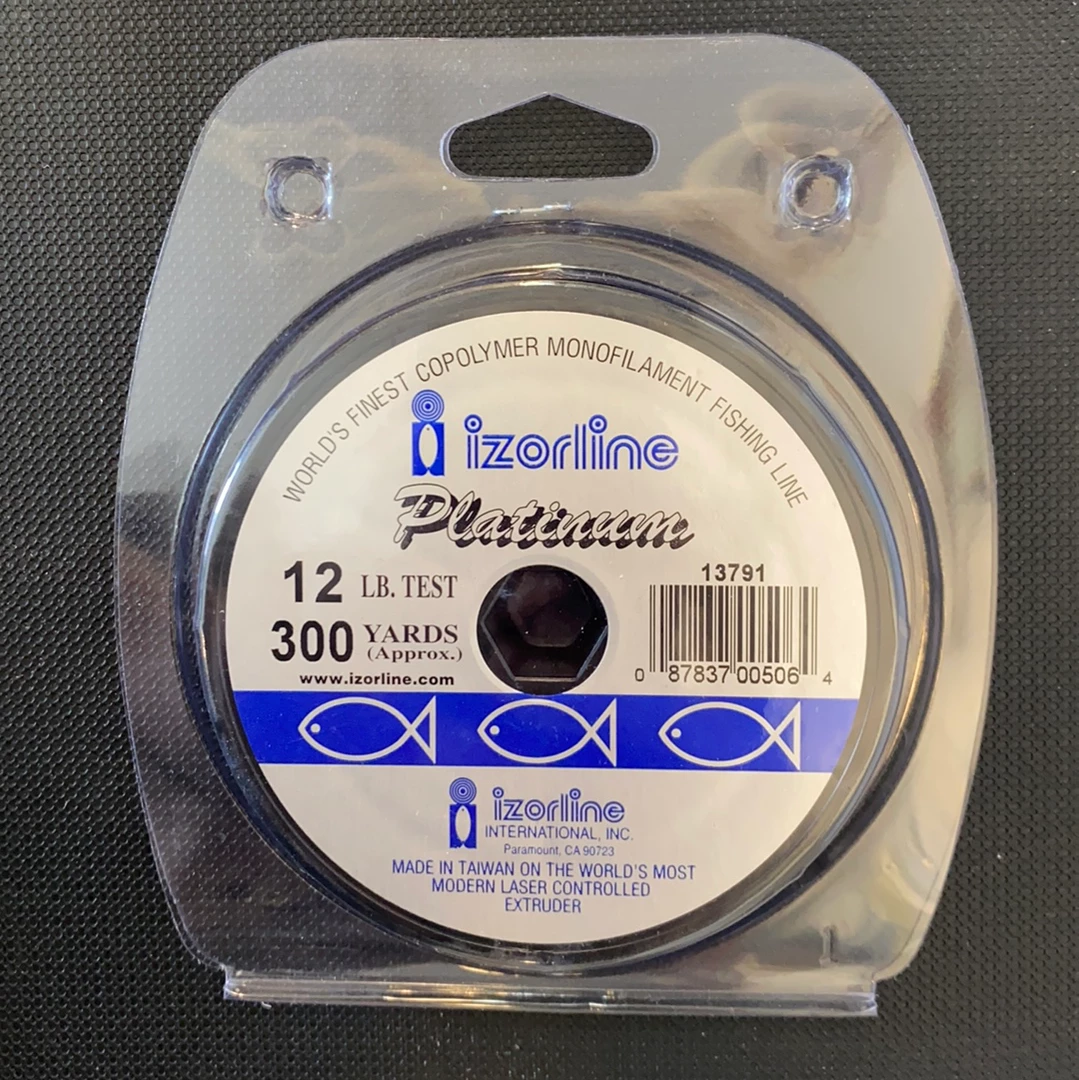 WORLD'S FINEST COPOLYMER MONOFILAMENT FISHING LINE
izorline
Platinum
12 LB. TEST
300 YARDS
(Approx.)
www.izorline.com
13791
0 87837 00506 4
izorline
INTERNATIONAL, INC.
Paramount, CA 90723
MADE IN TAIWAN ON THE WORLD'S MOST
MODERN LASER CONTROLLED
EXTRUDER